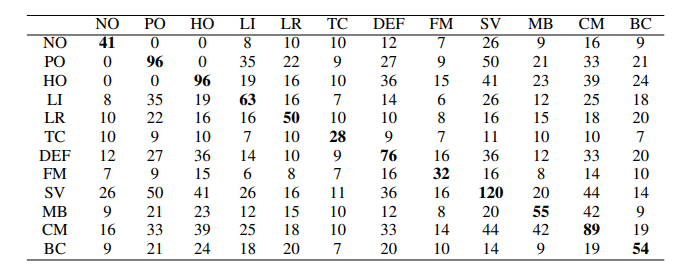 NO PO HO LI LR TC DEF FM SV MB CM BC
NO 41 0 0 8 10 10 12 7 26 9 16 9
PO 0 96 0 35 22 9 27 9 50 21 33 21
HO 0 0 96 19 16 10 36 15 41 23 39 24
LI 8 35 19 63 16 7 14 6 26 12 25 18
LR 10 22 16 16 50 10 10 8 16 15 18 20
TC 10 9 10 7 10 28 9 7 11 10 10 7
DEF 12 27 36 14 10 9 76 16 36 12 33 20
FM 7 9 15 6 8 7 16 32 16 8 14 10
SV 26 50 41 26 16 11 36 16 120 20 44 14
MB 9 21 23 12 15 10 12 8 20 55 42 9
CM 16 33 39 25 18 10 33 14 44 42 89 19
BC 9 21 24 18 20 7 20 10 14 9 19 54